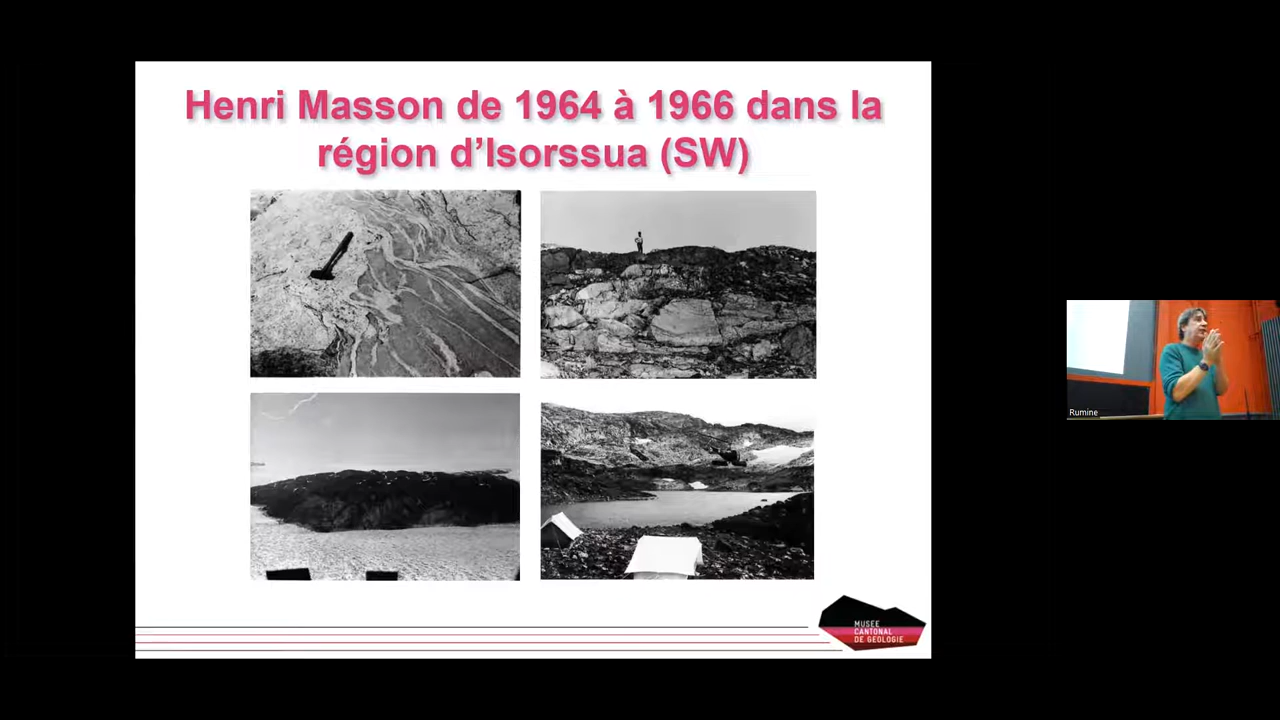 Henri Masson de 1964 à 1966 dans la
région d’Isorssua (SW)
Rumine
MUSEE
CANTONAL
DE GEOLOGIE